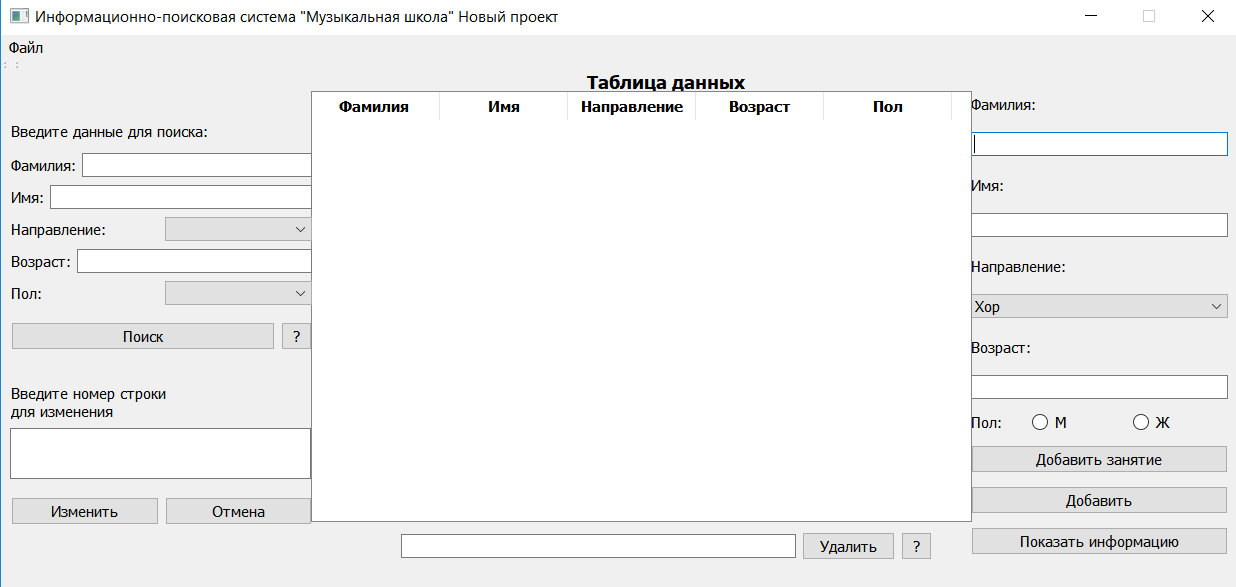 Информационно-поисковая система "Музыкальная школа" Новый проект
Файл
Таблица данных
Фамилия Имя Направление Возраст Пол
Введите данные для поиска:
Фамилия:
Имя:
Направление:
Возраст:
Пол:
Поиск ?
Введите номер строки
для изменения
Изменить Отмена
Удалить ?
Фамилия:
Имя:
Направление:
Хор
Возраст:
Пол: М Ж
Добавить занятие
Добавить
Показать информацию